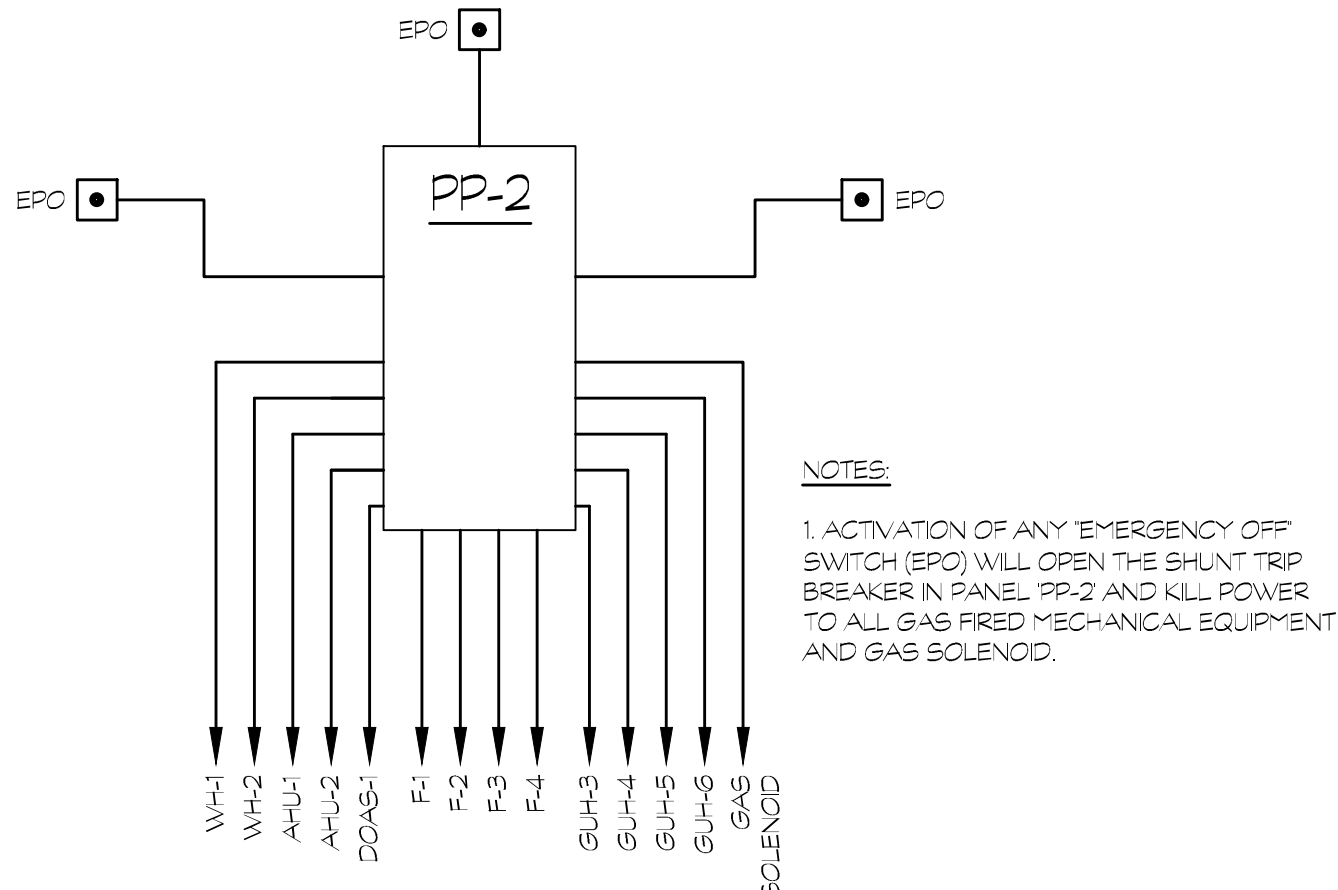 EPO
EPO
PP-2
EPO
NOTES:
1. ACTIVATION OF ANY "EMERGENCY OFF"
SWITCH (EPO) WILL OPEN THE SHUNT TRIP
BREAKER IN PANEL 'PP-2' AND KILL POWER
TO ALL GAS FIRED MECHANICAL EQUIPMENT
AND GAS SOLENOID.
WH-1
WH-2
AHU-1
AHU-2
DOAS-1
F-1
F-2
F-3
F-4
GUH-3
GUH-4
GUH-5
GUH-6
GAS
SOLENOID